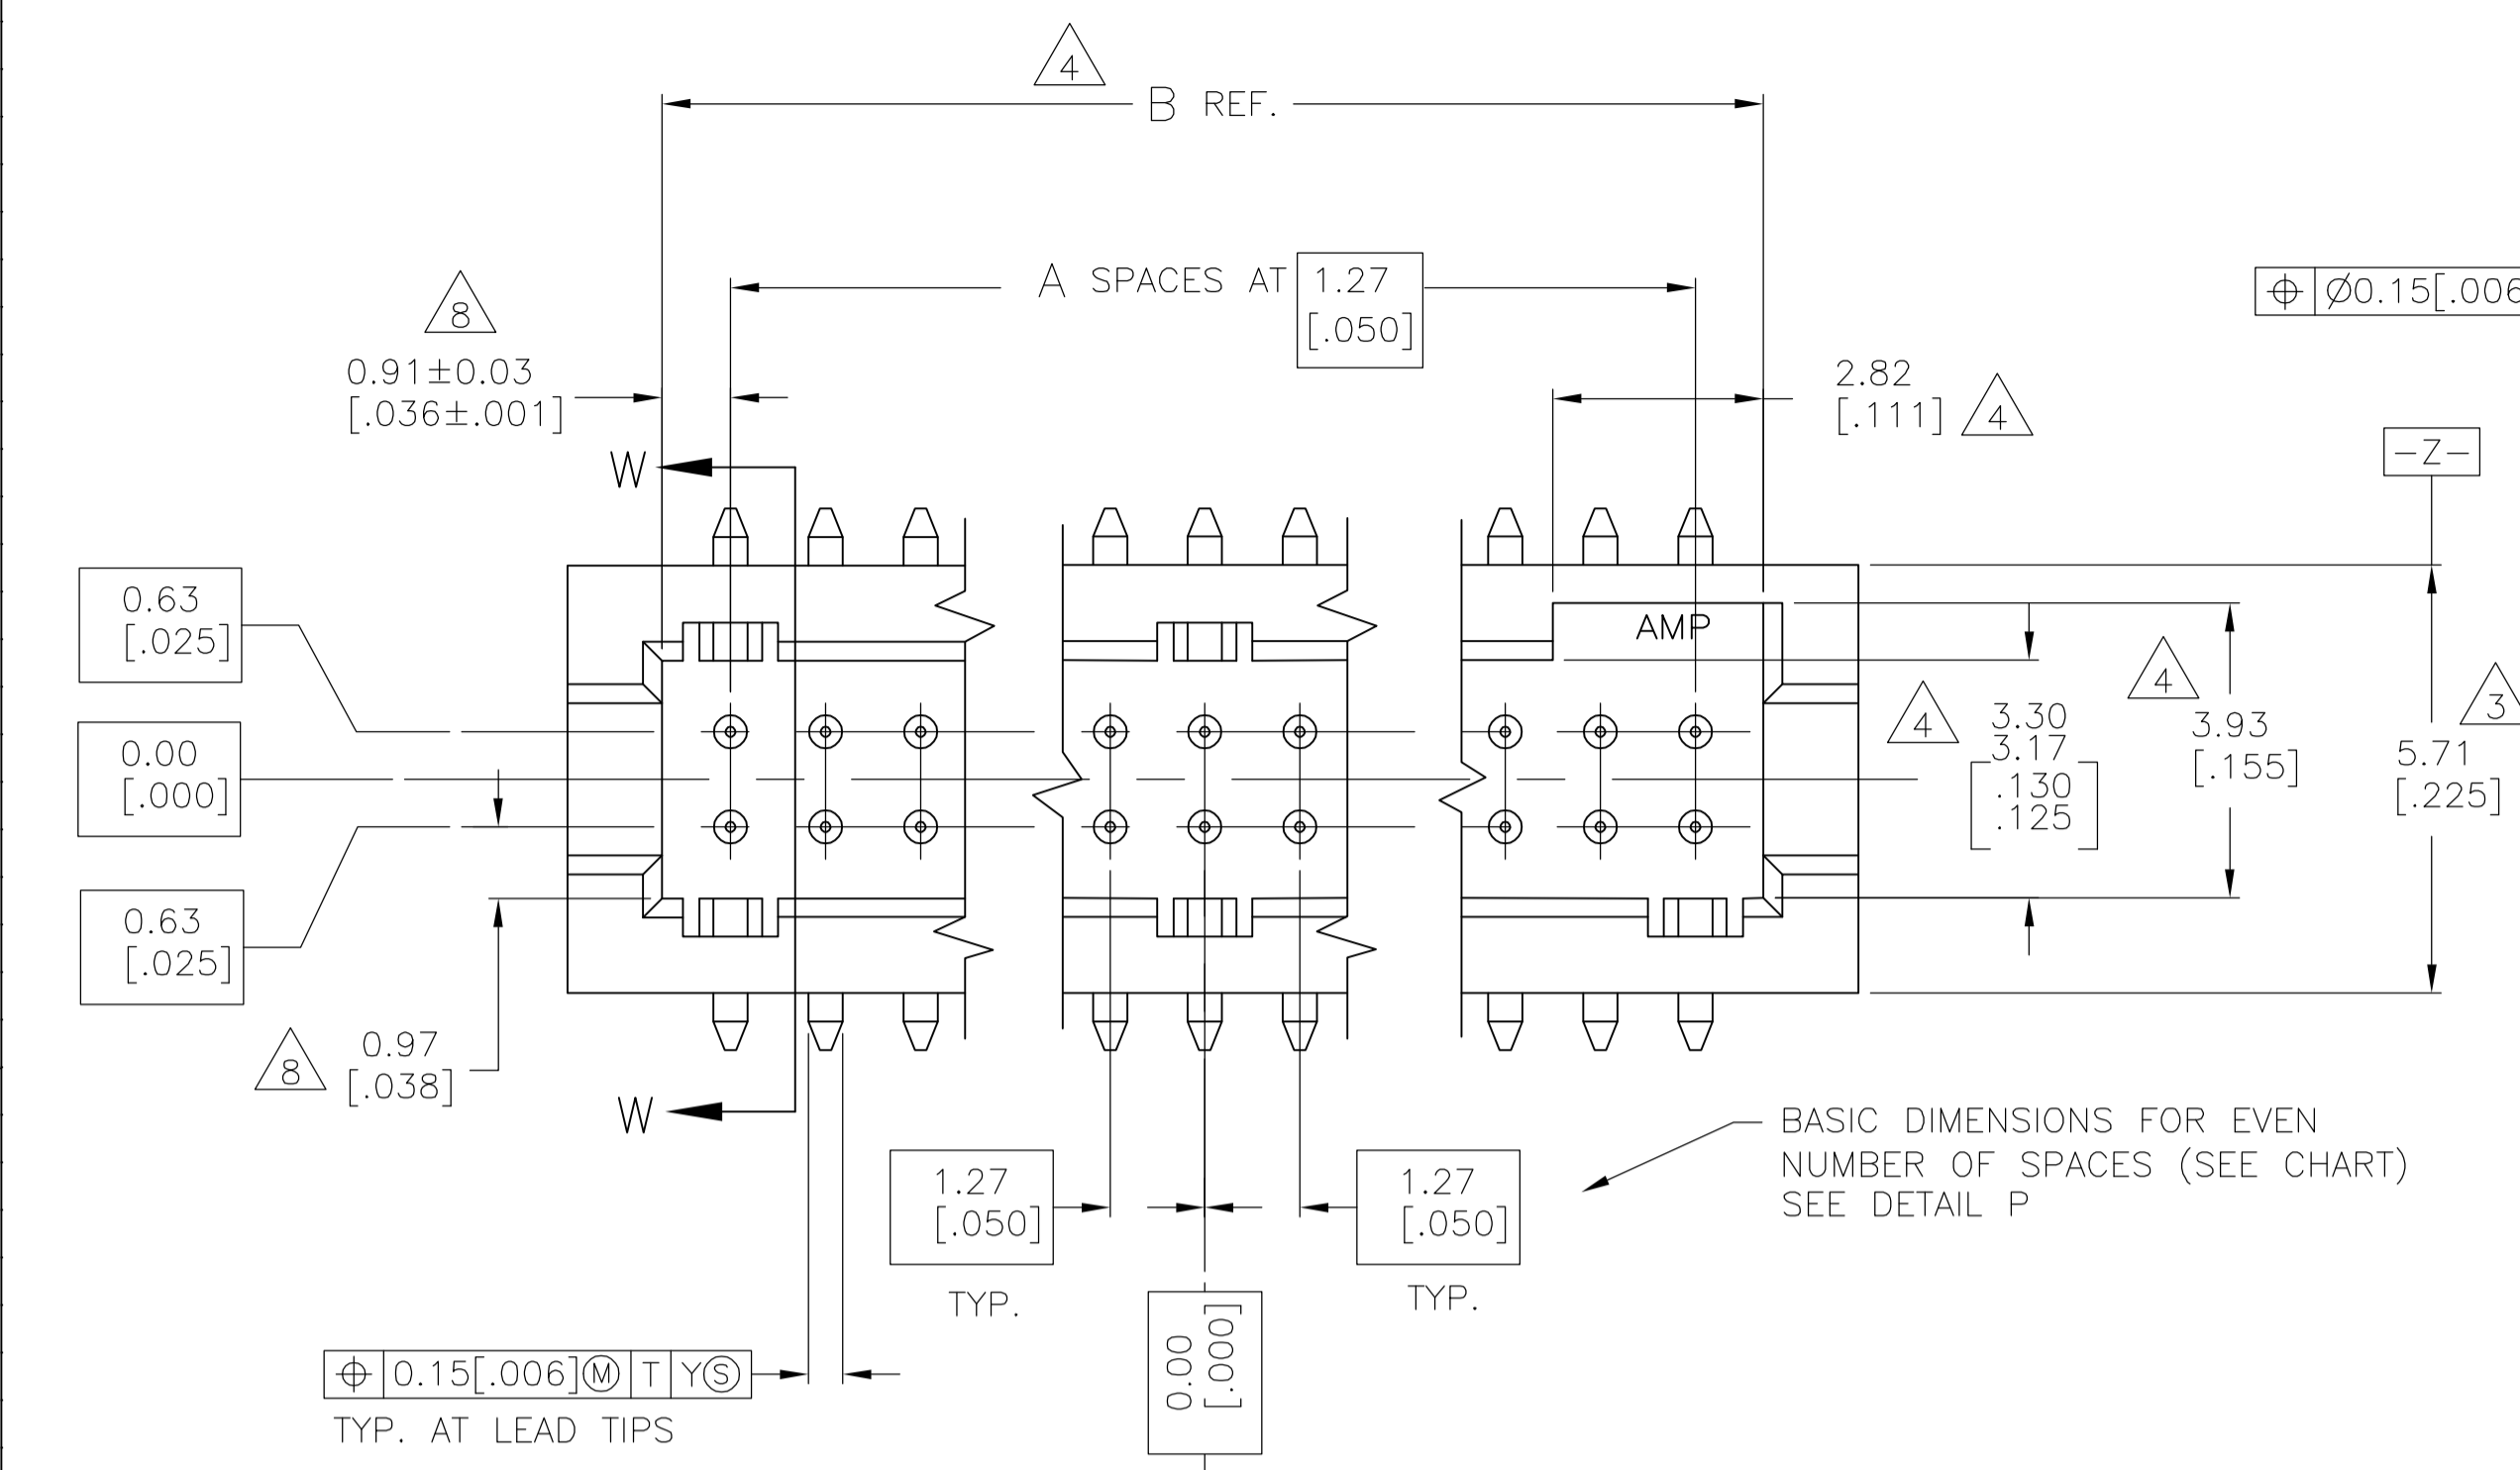 4
B REF.
8
A SPACES AT 1.27
[.050]
⌖ Ø0.15[.006
0.91±0.03
[.036±.001]
2.82
[.111] 4
-Z-
W
0.63
[.025]
AMP
0.00
[.000]
4
3.30
3.17
[.130
.125]
4
3.93
[.155]
3
5.71
[.225]
0.63
[.025]
8
0.97
[.038]
W
BASIC DIMENSIONS FOR EVEN
NUMBER OF SPACES (SEE CHART)
SEE DETAIL P
1.27
[.050]
TYP.
1.27
[.050]
TYP.
0.00
[.000]
⌖ 0.15[.006]Ⓜ T YⓈ
TYP. AT LEAD TIPS